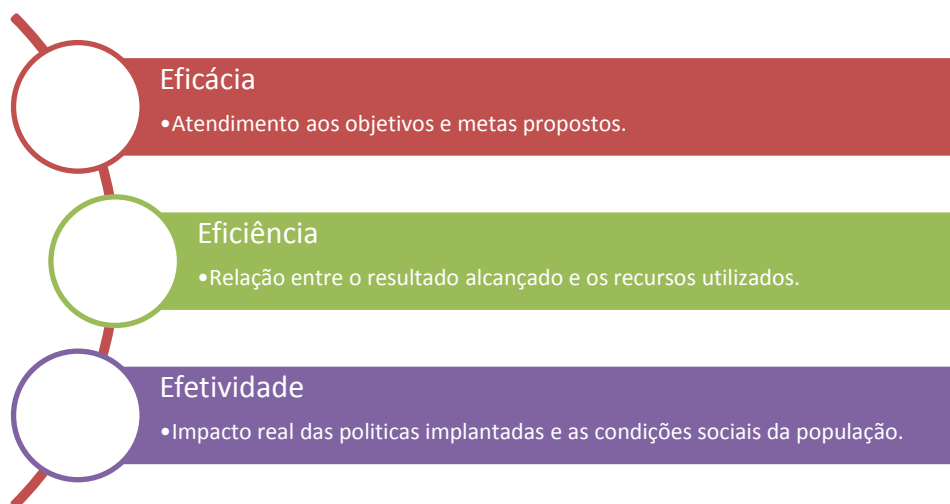 Eficácia
•Atendimento aos objetivos e metas propostos.
Eficiência
•Relação entre o resultado alcançado e os recursos utilizados.
Efetividade
•Impacto real das politicas implantadas e as condições sociais da população.